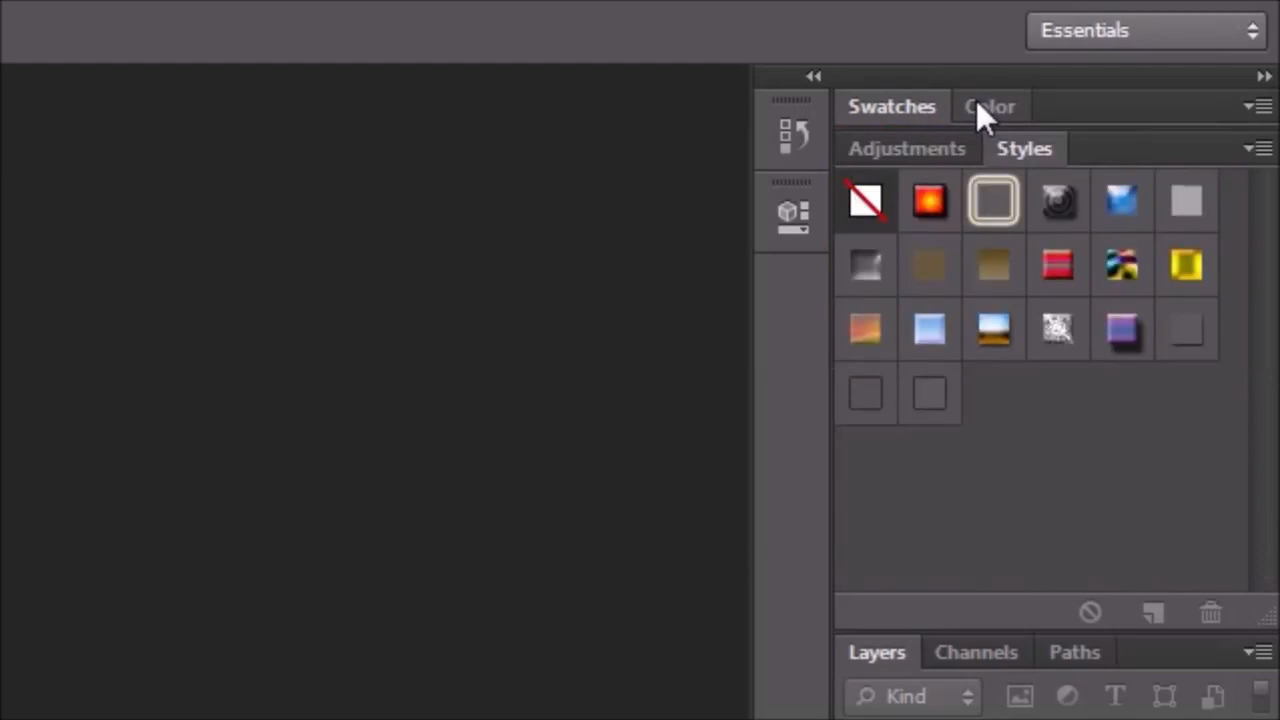 Essentials
Swatches Color
Adjustments Styles
Layers Channels Paths
Kind